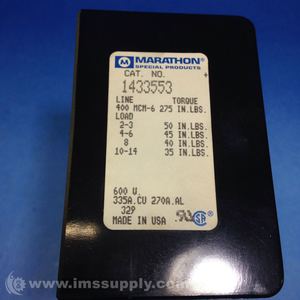 MARATHON
SPECIAL PRODUCTS
CAT. NO.
1433553
LINE TORQUE
400 MCM-6 275 IN.LBS.
LOAD
2-3 50 IN.LBS.
4-6 45 IN.LBS.
8 40 IN.LBS.
10-14 35 IN.LBS.
600 V.
335A.CU 270A.AL
329
MADE IN USA
© www.imssupply.com